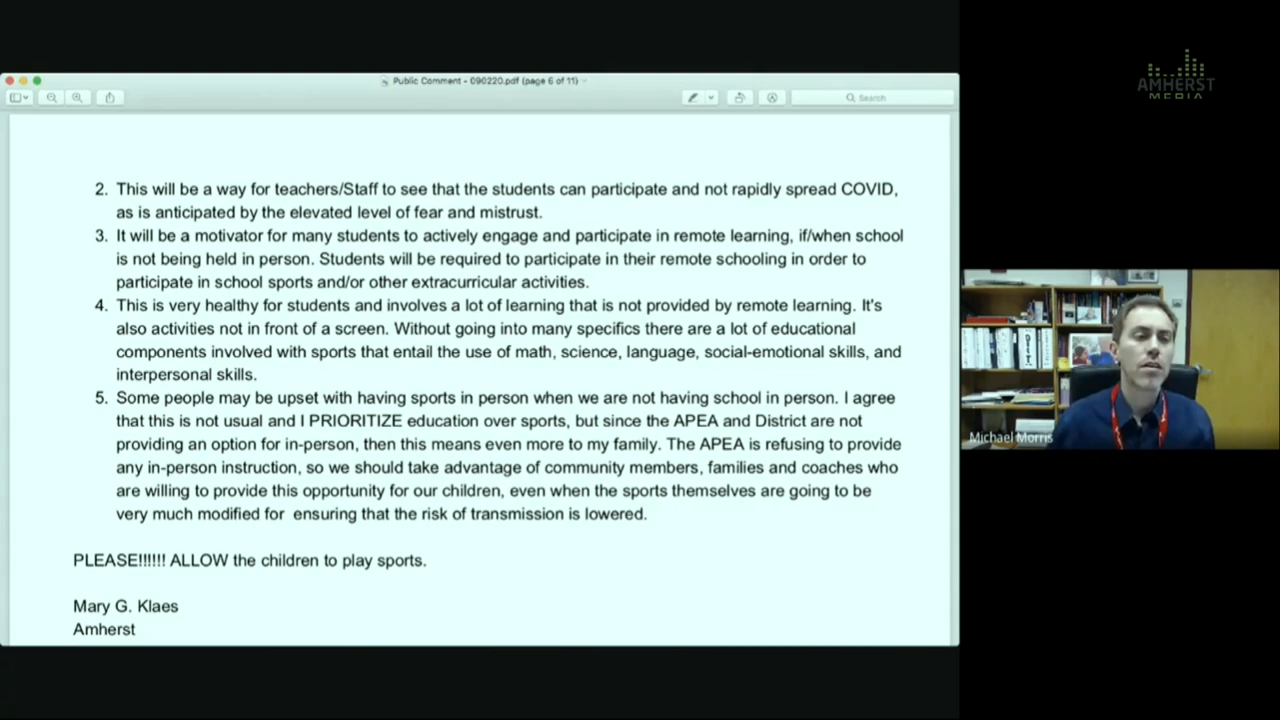 Public Comment - 090220.pdf (page 6 of 11)
Search
AMHERST
MEDIA
2. This will be a way for teachers/Staff to see that the students can participate and not rapidly spread COVID,
as is anticipated by the elevated level of fear and mistrust.
3. It will be a motivator for many students to actively engage and participate in remote learning, if/when school
is not being held in person. Students will be required to participate in their remote schooling in order to
participate in school sports and/or other extracurricular activities.
4. This is very healthy for students and involves a lot of learning that is not provided by remote learning. It's
also activities not in front of a screen. Without going into many specifics there are a lot of educational
components involved with sports that entail the use of math, science, language, social-emotional skills, and
interpersonal skills.
5. Some people may be upset with having sports in person when we are not having school in person. I agree
that this is not usual and I PRIORITIZE education over sports, but since the APEA and District are not
providing an option for in-person, then this means even more to my family. The APEA is refusing to provide
any in-person instruction, so we should take advantage of community members, families and coaches who
are willing to provide this opportunity for our children, even when the sports themselves are going to be
very much modified for ensuring that the risk of transmission is lowered.
PLEASE!!!!!! ALLOW the children to play sports.
Mary G. Klaes
Amherst
Michael Morris